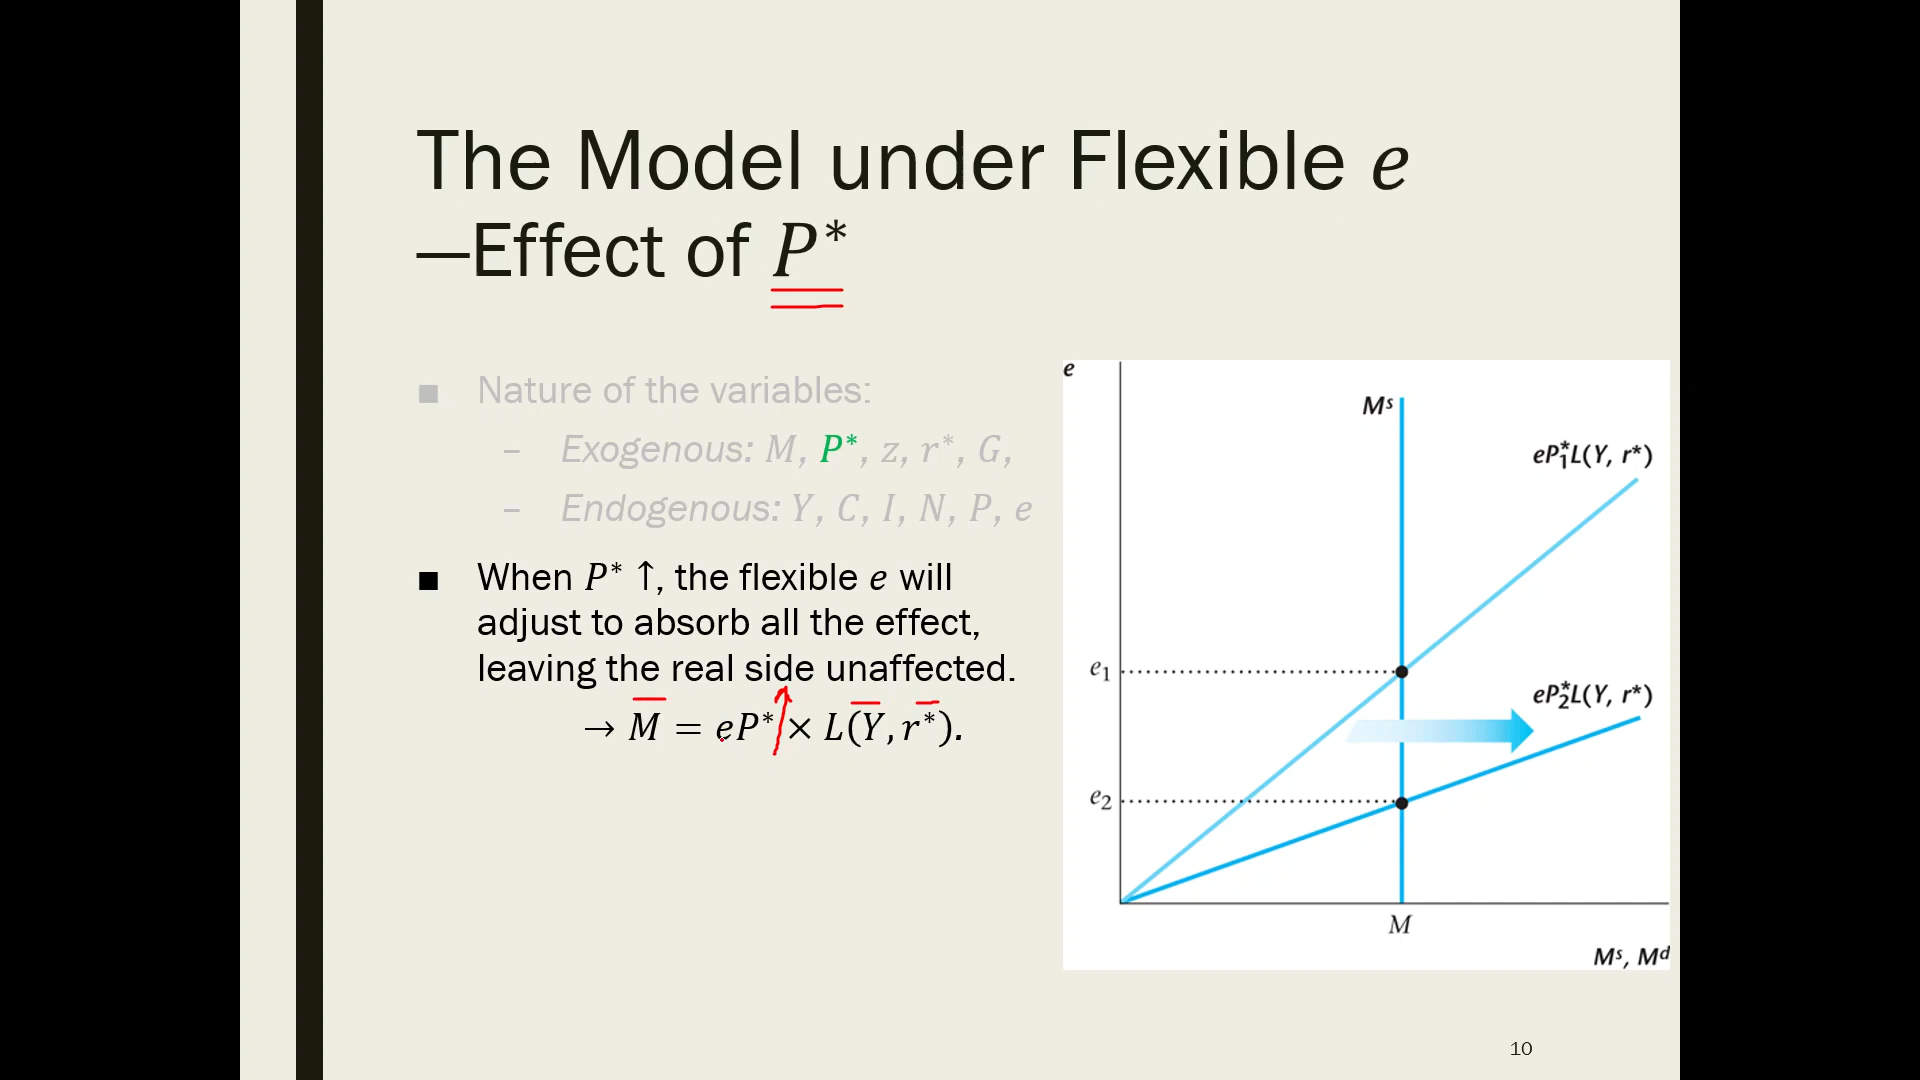 The Model under Flexible e
—Effect of P*
■ Nature of the variables:
– Exogenous: M, P*, z, r*, G,
– Endogenous: Y, C, I, N, P, e
■ When P* ↑, the flexible e will
adjust to absorb all the effect,
leaving the real side unaffected.
→ M = eP* × L(Y, r*).
e
Mˢ
eP₁*L(Y, r*)
e₁
eP₂*L(Y, r*)
e₂
M
Mˢ, Mᵈ
10